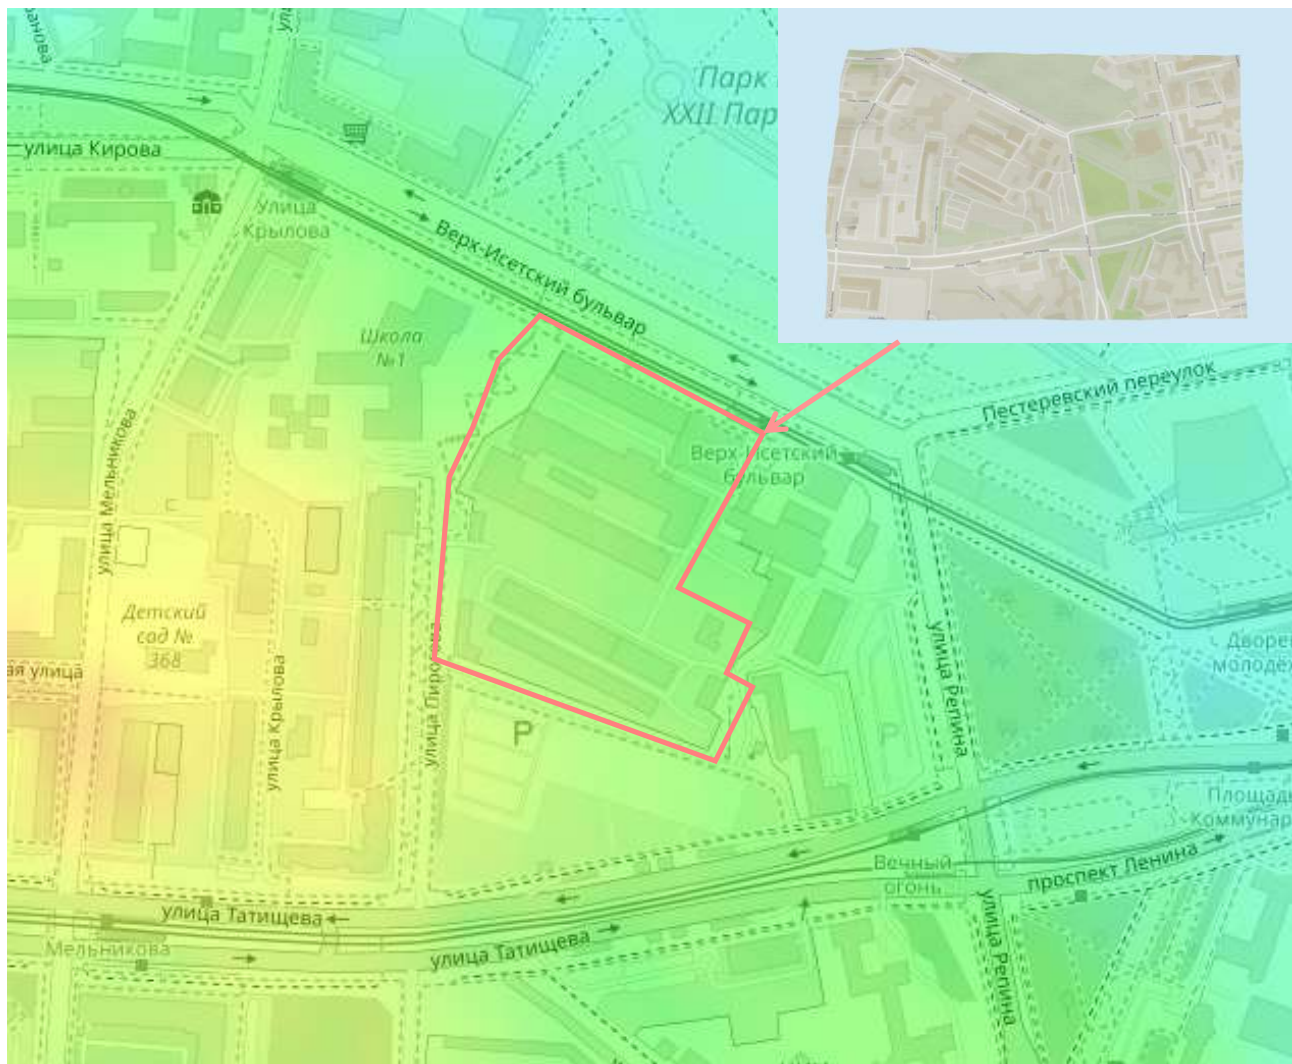 Парк
XXII Пар
улица Кирова
Улица
Крылова
Верх-Исетский бульвар
Школа
№1
Пестеревский переулок
улица Мельникова
Верх-Исетский
бульвар
С
Детский
сад №
368
ая улица
улица Крылова
улица Пирогова
улица Репина
Дворе
молодёж
P
P
Площадь
Коммунар
Вечный
огонь
проспект Ленина
улица Татищева
Мельникова
улица Татищева
улица Репина